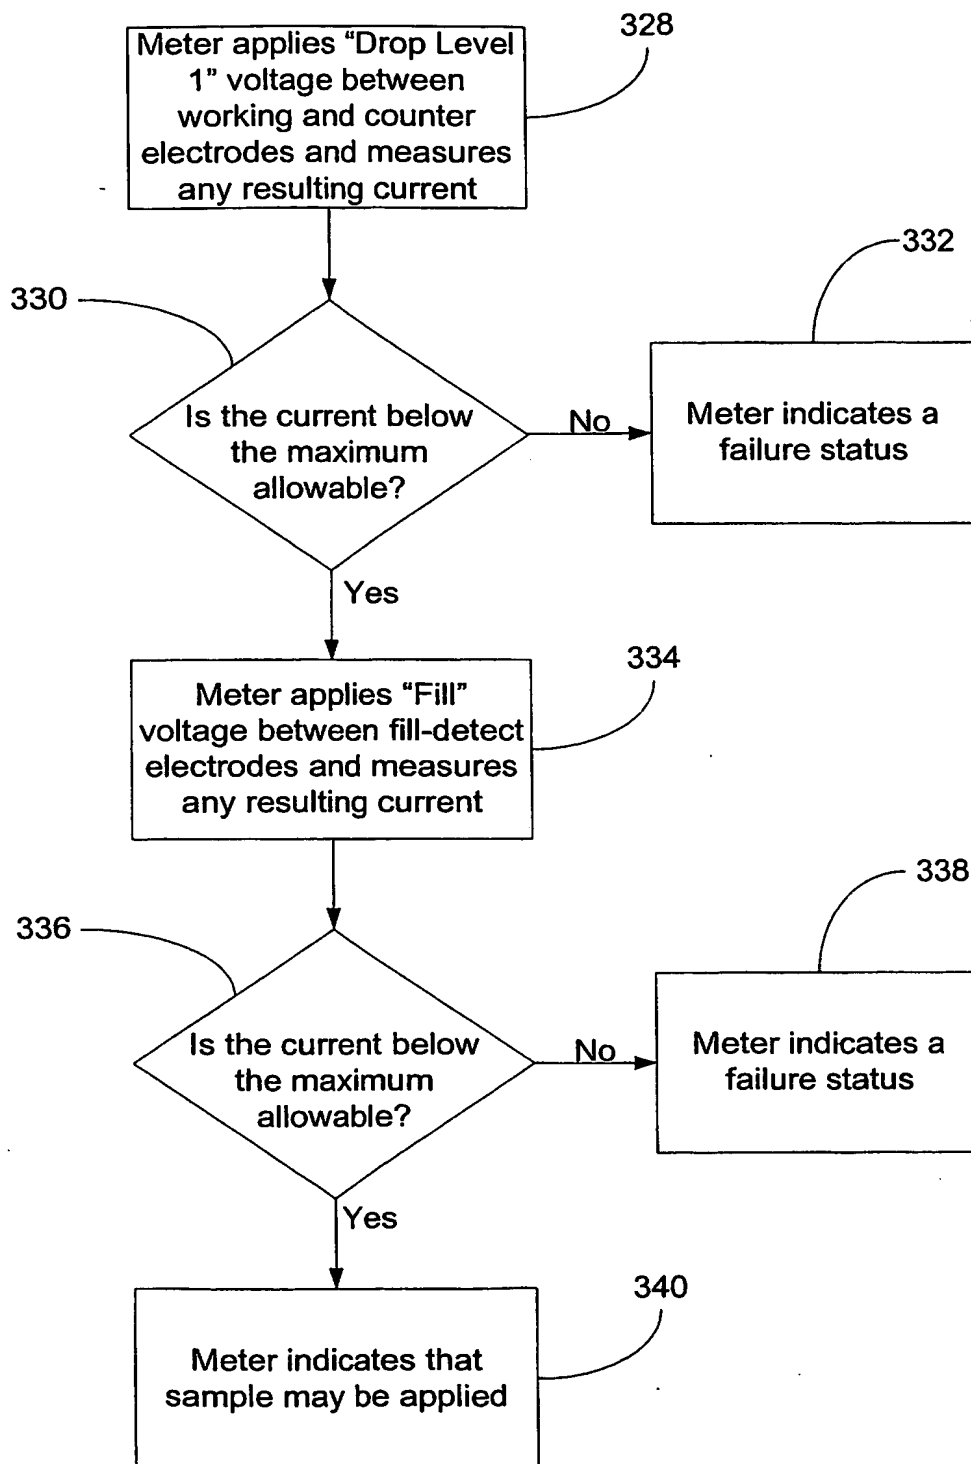 328
Meter applies “Drop Level
1” voltage between
working and counter
electrodes and measures
any resulting current
332
330
Is the current below
the maximum
allowable?
No
Meter indicates a
failure status
Yes
334
Meter applies “Fill”
voltage between fill-detect
electrodes and measures
any resulting current
338
336
Is the current below
the maximum
allowable?
No
Meter indicates a
failure status
Yes
340
Meter indicates that
sample may be applied